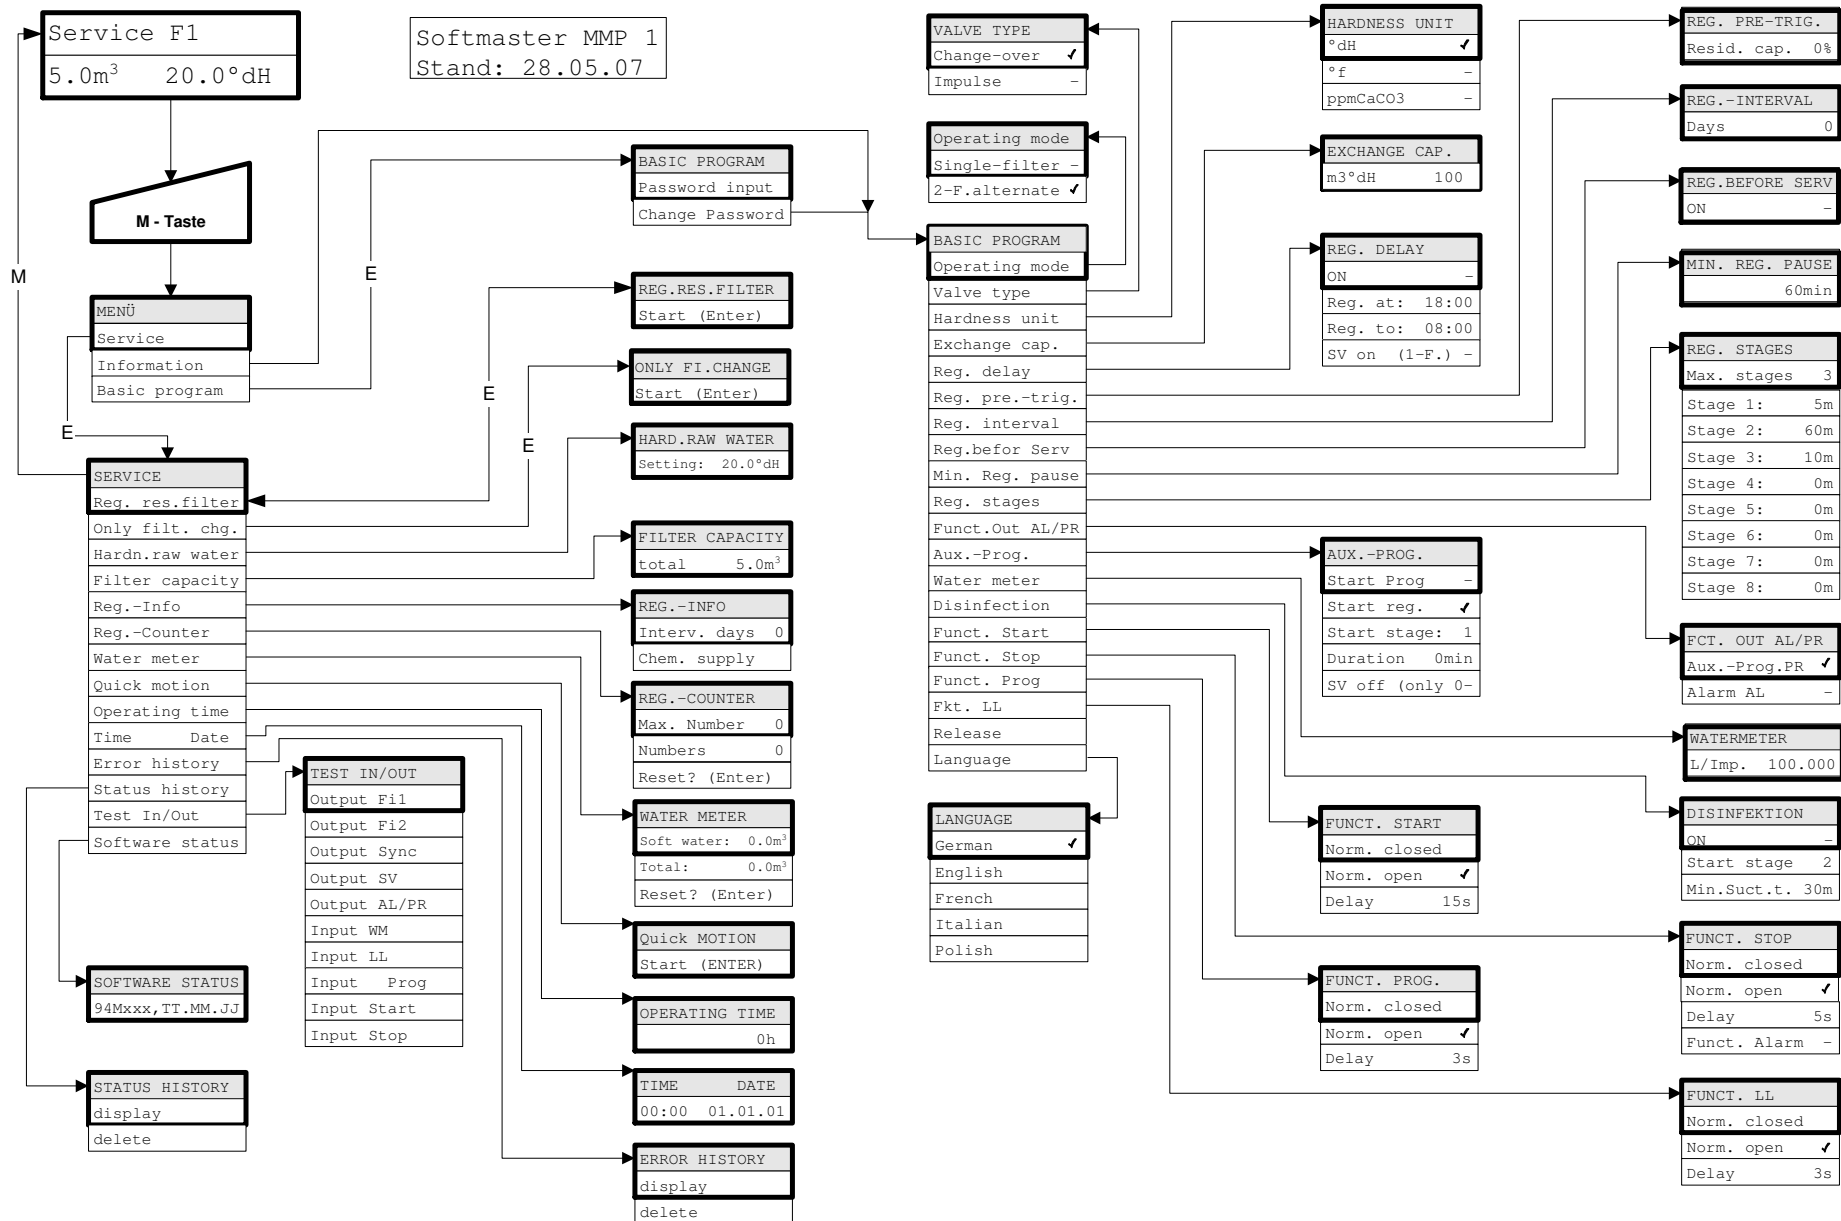 Service F1
5.0m³ 20.0°dH
Softmaster MMP 1
Stand: 28.05.07
M - Taste
M
E
MENÜ
Service
Information
Basic program
E
SERVICE
Reg. res.filter
Only filt. chg.
Hardn.raw water
Filter capacity
Reg.-Info
Reg.-Counter
Water meter
Quick motion
Operating time
Time Date
Error history
Status history
Test In/Out
Software status
SOFTWARE STATUS
94Mxxx,TT.MM.JJ
STATUS HISTORY
display
delete
TEST IN/OUT
Output Fi1
Output Fi2
Output Sync
Output SV
Output AL/PR
Input WM
Input LL
Input Prog
Input Start
Input Stop
E
E
BASIC PROGRAM
Password input
Change Password
REG.RES.FILTER
Start (Enter)
ONLY FI.CHANGE
Start (Enter)
HARD.RAW WATER
Setting: 20.0°dH
FILTER CAPACITY
total 5.0m³
REG.-INFO
Interv. days 0
Chem. supply
REG.-COUNTER
Max. Number 0
Numbers 0
Reset? (Enter)
WATER METER
Soft water: 0.0m³
Total: 0.0m³
Reset? (Enter)
Quick MOTION
Start (ENTER)
OPERATING TIME
0h
TIME DATE
00:00 01.01.01
ERROR HISTORY
display
delete
VALVE TYPE
Change-over ✓
Impulse -
Operating mode
Single-filter -
2-F.alternate ✓
BASIC PROGRAM
Operating mode
Valve type
Hardness unit
Exchange cap.
Reg. delay
Reg. pre.-trig.
Reg. interval
Reg.befor Serv
Min. Reg. pause
Reg. stages
Funct.Out AL/PR
Aux.-Prog.
Water meter
Disinfection
Funct. Start
Funct. Stop
Funct. Prog
Fkt. LL
Release
Language
LANGUAGE
German ✓
English
French
Italian
Polish
HARDNESS UNIT
°dH ✓
°f -
ppmCaCO3 -
EXCHANGE CAP.
m3°dH 100
REG. DELAY
ON -
Reg. at: 18:00
Reg. to: 08:00
SV on (1-F.) -
AUX.-PROG.
Start Prog -
Start reg. ✓
Start stage: 1
Duration 0min
SV off (only 0-
FUNCT. START
Norm. closed
Norm. open ✓
Delay 15s
FUNCT. PROG.
Norm. closed
Norm. open ✓
Delay 3s
REG. PRE-TRIG.
Resid. cap. 0%
REG.-INTERVAL
Days 0
REG.BEFORE SERV
ON -
MIN. REG. PAUSE
60min
REG. STAGES
Max. stages 3
Stage 1: 5m
Stage 2: 60m
Stage 3: 10m
Stage 4: 0m
Stage 5: 0m
Stage 6: 0m
Stage 7: 0m
Stage 8: 0m
FCT. OUT AL/PR
Aux.-Prog.PR ✓
Alarm AL -
WATERMETER
L/Imp. 100.000
DISINFEKTION
ON -
Start stage 2
Min.Suct.t. 30m
FUNCT. STOP
Norm. closed
Norm. open ✓
Delay 5s
Funct. Alarm -
FUNCT. LL
Norm. closed
Norm. open ✓
Delay 3s